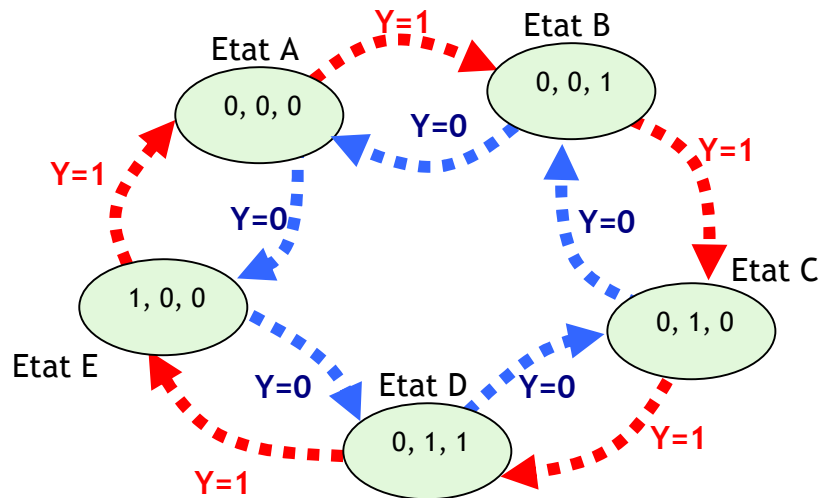 Y=1
Etat A
Etat B
0, 0, 0
0, 0, 1
Y=0
Y=1
Y=1
Y=0
Y=0
Etat C
1, 0, 0
0, 1, 0
Etat E
Y=0
Etat D
Y=0
0, 1, 1
Y=1
Y=1